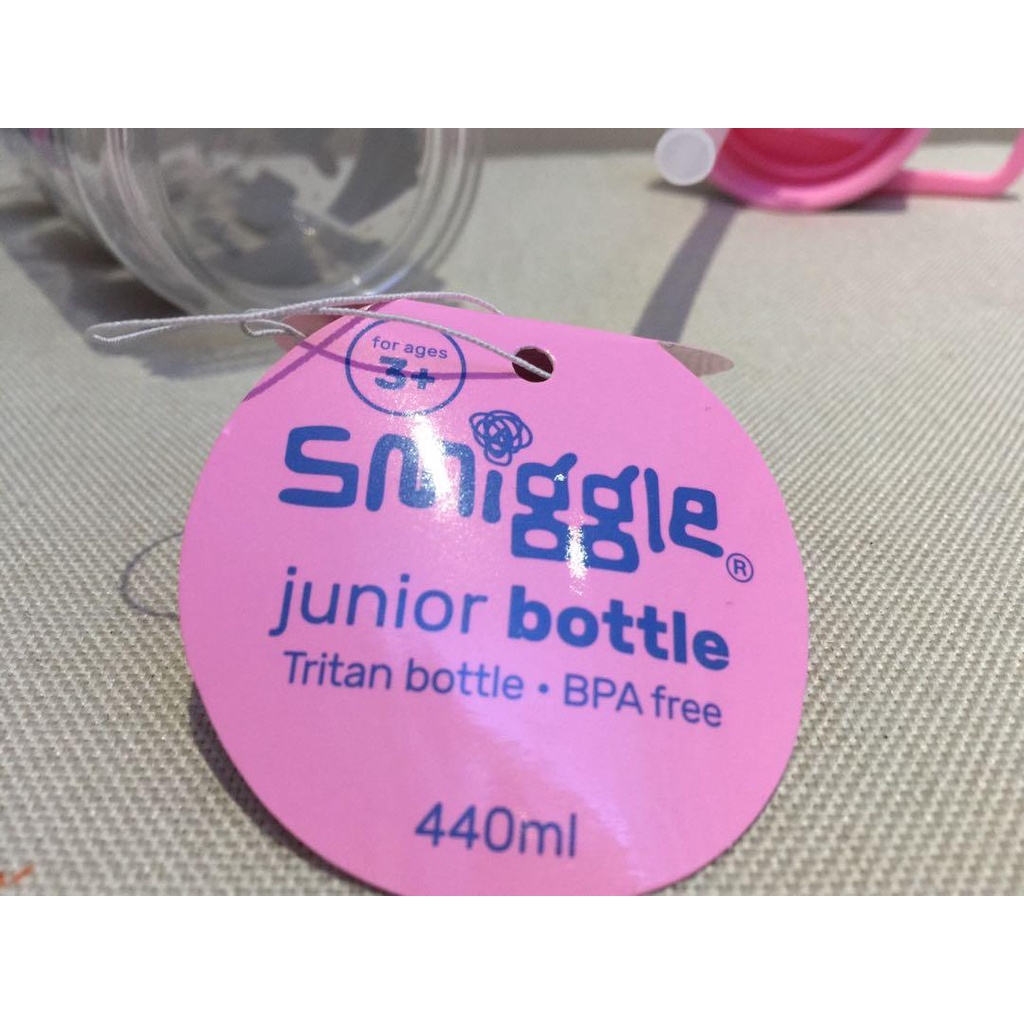 for ages
3+
smiggle®
junior bottle
Tritan bottle • BPA free
440ml